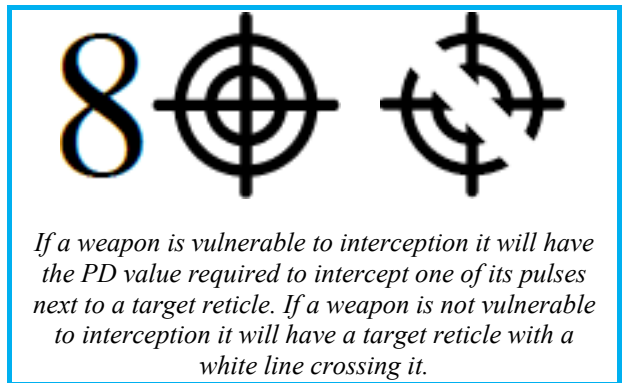 8
If a weapon is vulnerable to interception it will have
the PD value required to intercept one of its pulses
next to a target reticle. If a weapon is not vulnerable
to interception it will have a target reticle with a
white line crossing it.